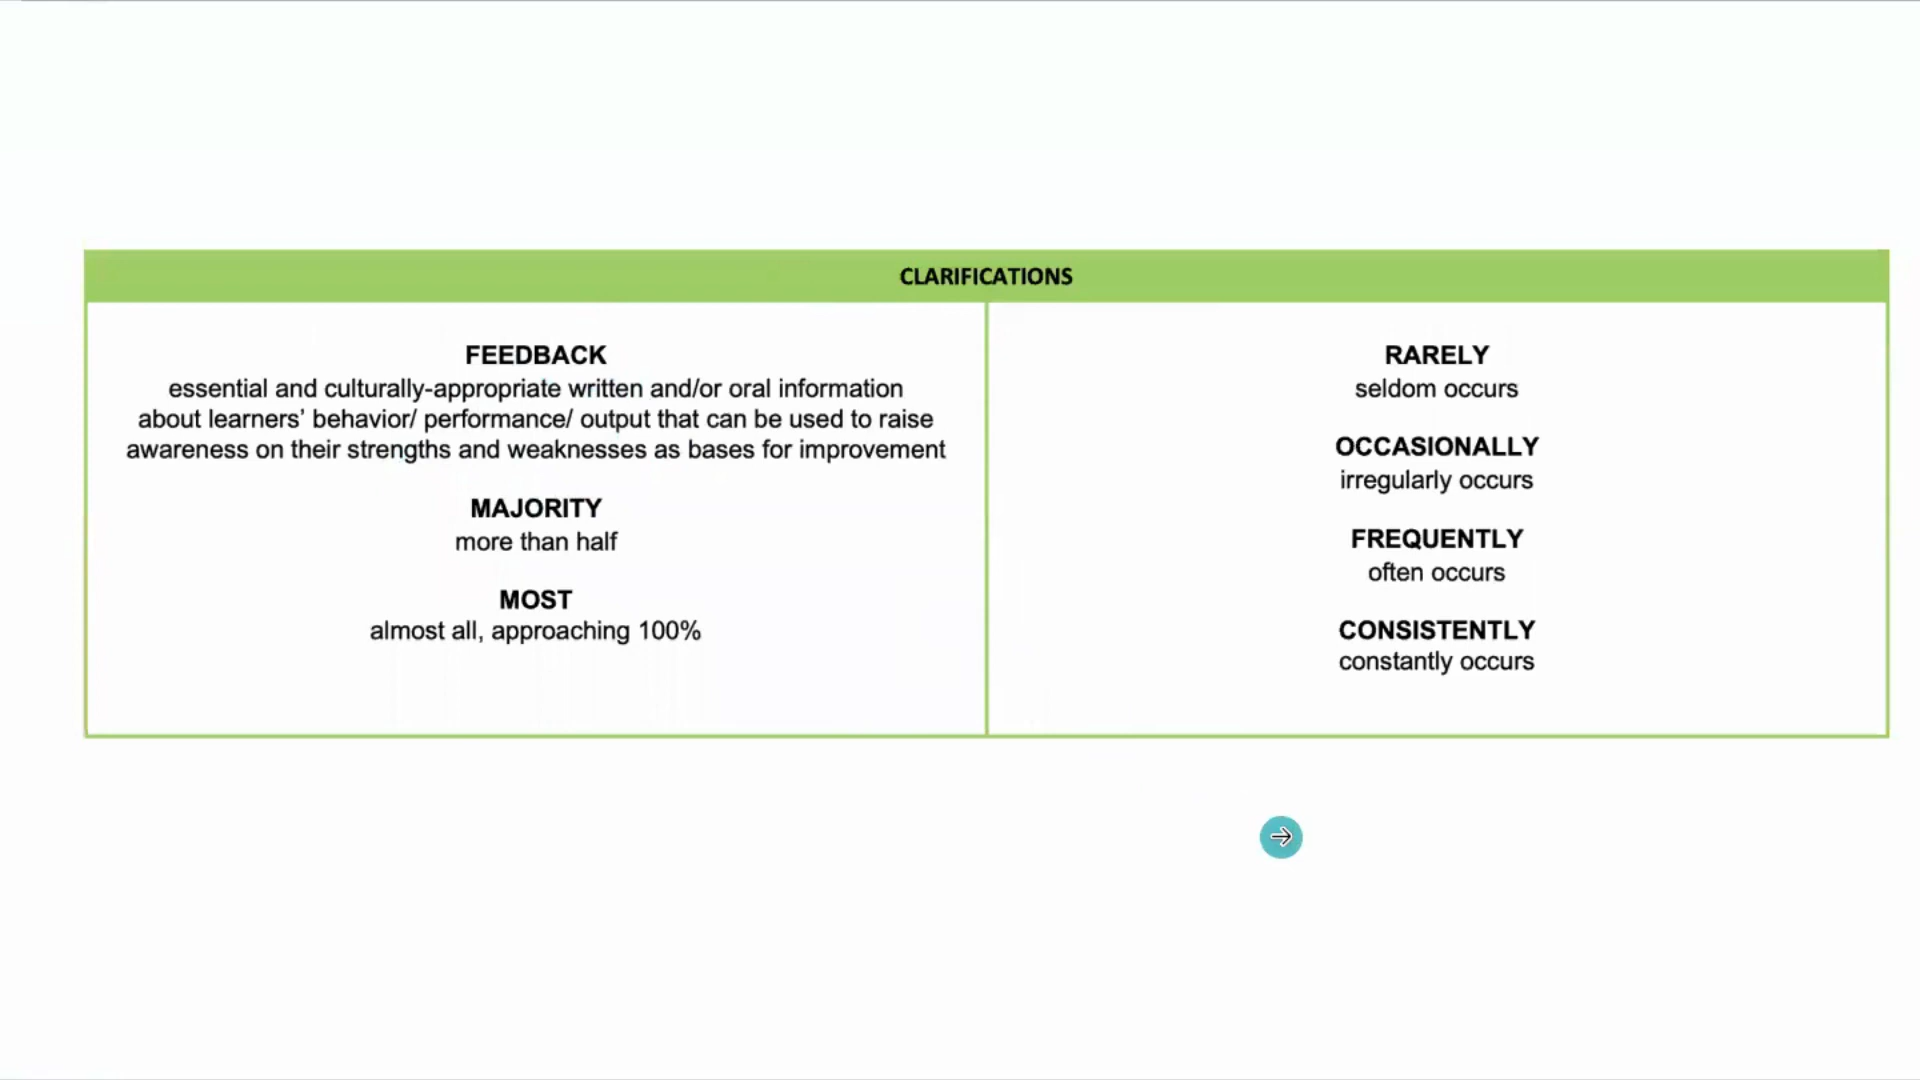 CLARIFICATIONS
FEEDBACK
essential and culturally-appropriate written and/or oral information
about learners’ behavior/ performance/ output that can be used to raise
awareness on their strengths and weaknesses as bases for improvement
MAJORITY
more than half
MOST
almost all, approaching 100%
RARELY
seldom occurs
OCCASIONALLY
irregularly occurs
FREQUENTLY
often occurs
CONSISTENTLY
constantly occurs